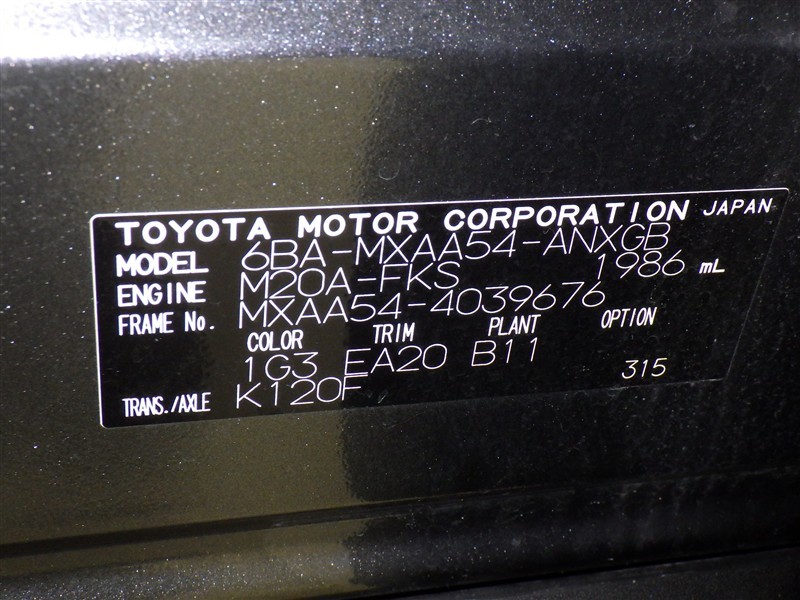 TOYOTA MOTOR CORPORATION JAPAN
MODEL 6BA-MXAA54-ANXGB
ENGINE M20A-FKS 1986 mL
FRAME No. MXAA54-4039676
COLOR TRIM PLANT OPTION
1G3 EA20 B11
315
TRANS./AXLE K120F